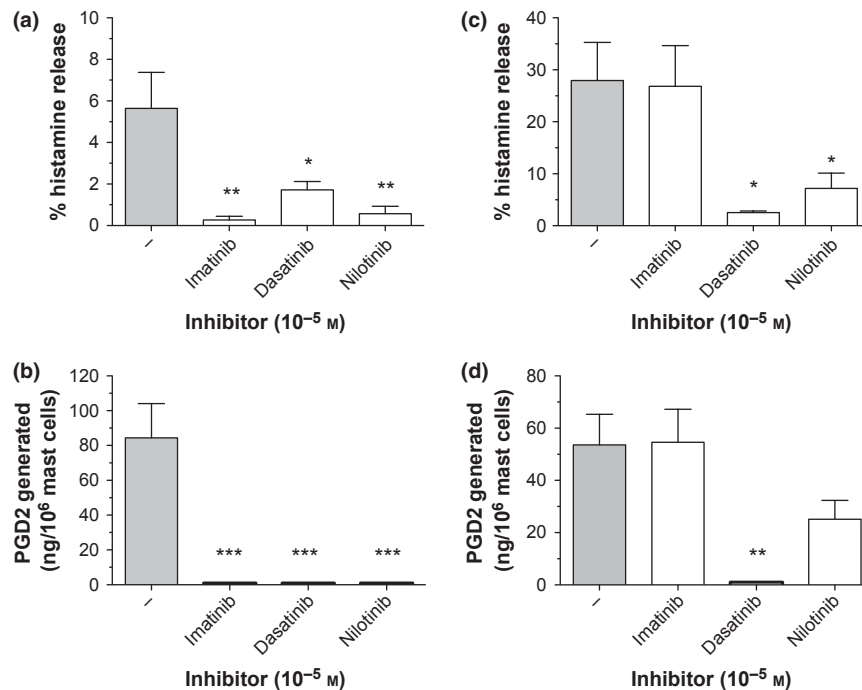 (a)
% histamine release
10
8
6
4
2
0
**
*
**
–
Imatinib
Dasatinib
Nilotinib
Inhibitor (10⁻⁵ M)
(c)
% histamine release
40
30
20
10
0
*
*
–
Imatinib
Dasatinib
Nilotinib
Inhibitor (10⁻⁵ M)
(b)
PGD2 generated
(ng/10⁶ mast cells)
120
100
80
60
40
20
0
***
***
***
–
Imatinib
Dasatinib
Nilotinib
Inhibitor (10⁻⁵ M)
(d)
PGD2 generated
(ng/10⁶ mast cells)
80
60
40
20
0
**
–
Imatinib
Dasatinib
Nilotinib
Inhibitor (10⁻⁵ M)